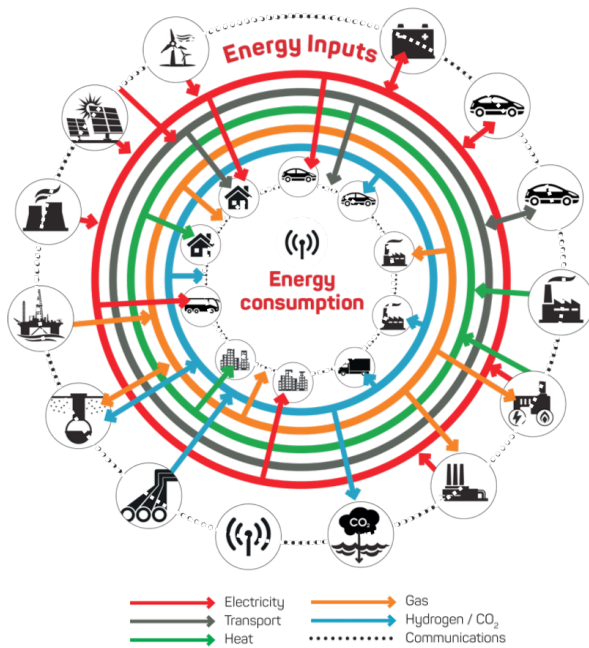 Energy Inputs
Energy
consumption
CO₂
Electricity
Transport
Heat
Gas
Hydrogen / CO₂
Communications